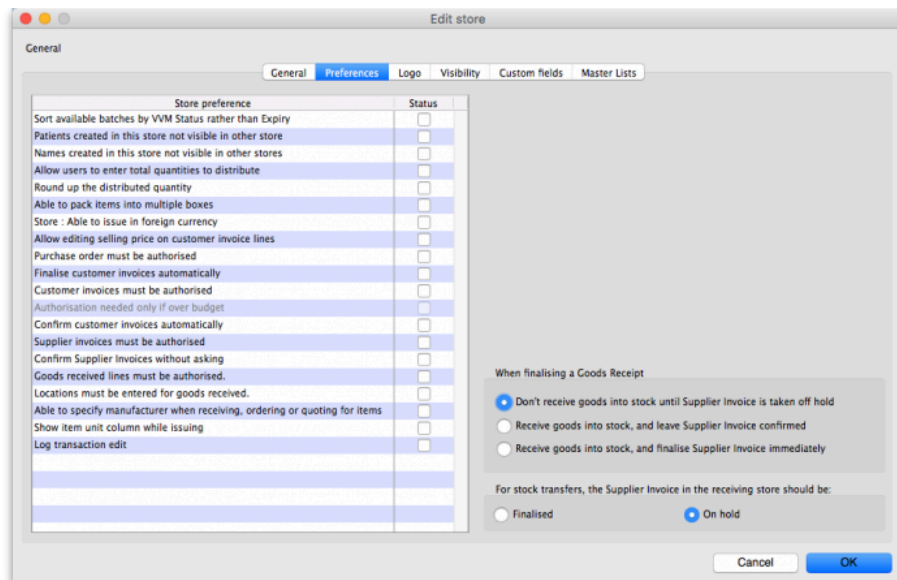 Edit store
General
General Preferences Logo Visibility Custom fields Master Lists
Store preference Status
Sort available batches by VVM Status rather than Expiry
Patients created in this store not visible in other store
Names created in this store not visible in other stores
Allow users to enter total quantities to distribute
Round up the distributed quantity
Able to pack items into multiple boxes
Store : Able to issue in foreign currency
Allow editing selling price on customer invoice lines
Purchase order must be authorised
Finalise customer invoices automatically
Customer invoices must be authorised
Authorisation needed only if over budget
Confirm customer invoices automatically
Supplier invoices must be authorised
Confirm Supplier Invoices without asking
Goods received lines must be authorised.
Locations must be entered for goods received.
Able to specify manufacturer when receiving, ordering or quoting for items
Show item unit column while issuing
Log transaction edit
When finalising a Goods Receipt
Don't receive goods into stock until Supplier Invoice is taken off hold
Receive goods into stock, and leave Supplier Invoice confirmed
Receive goods into stock, and finalise Supplier Invoice immediately
For stock transfers, the Supplier Invoice in the receiving store should be:
Finalised On hold
Cancel OK